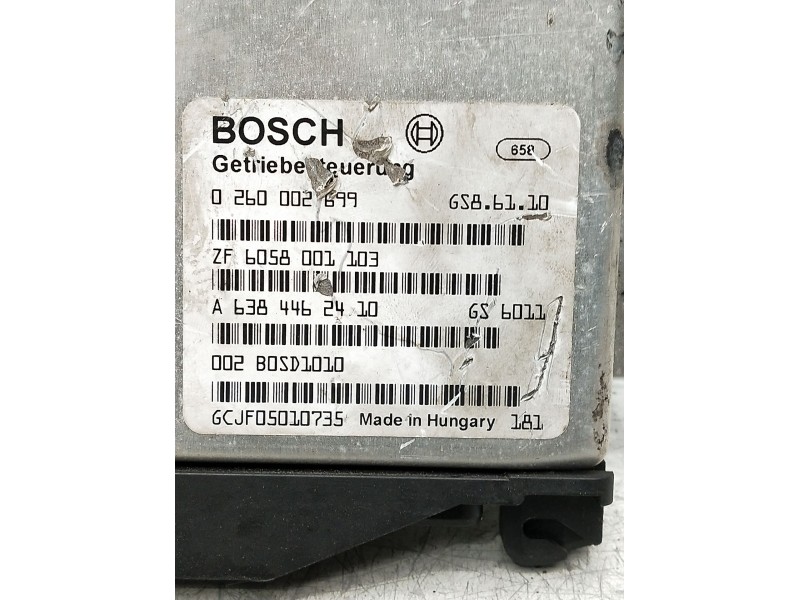 BOSCH 658
Getriebesteuerung
0 260 002 699 GS8.61.10
ZF 6058 001 103
A 638 446 24 10 GS 6011
002 BOSD1010
GCJF05010735 Made in Hungary 181